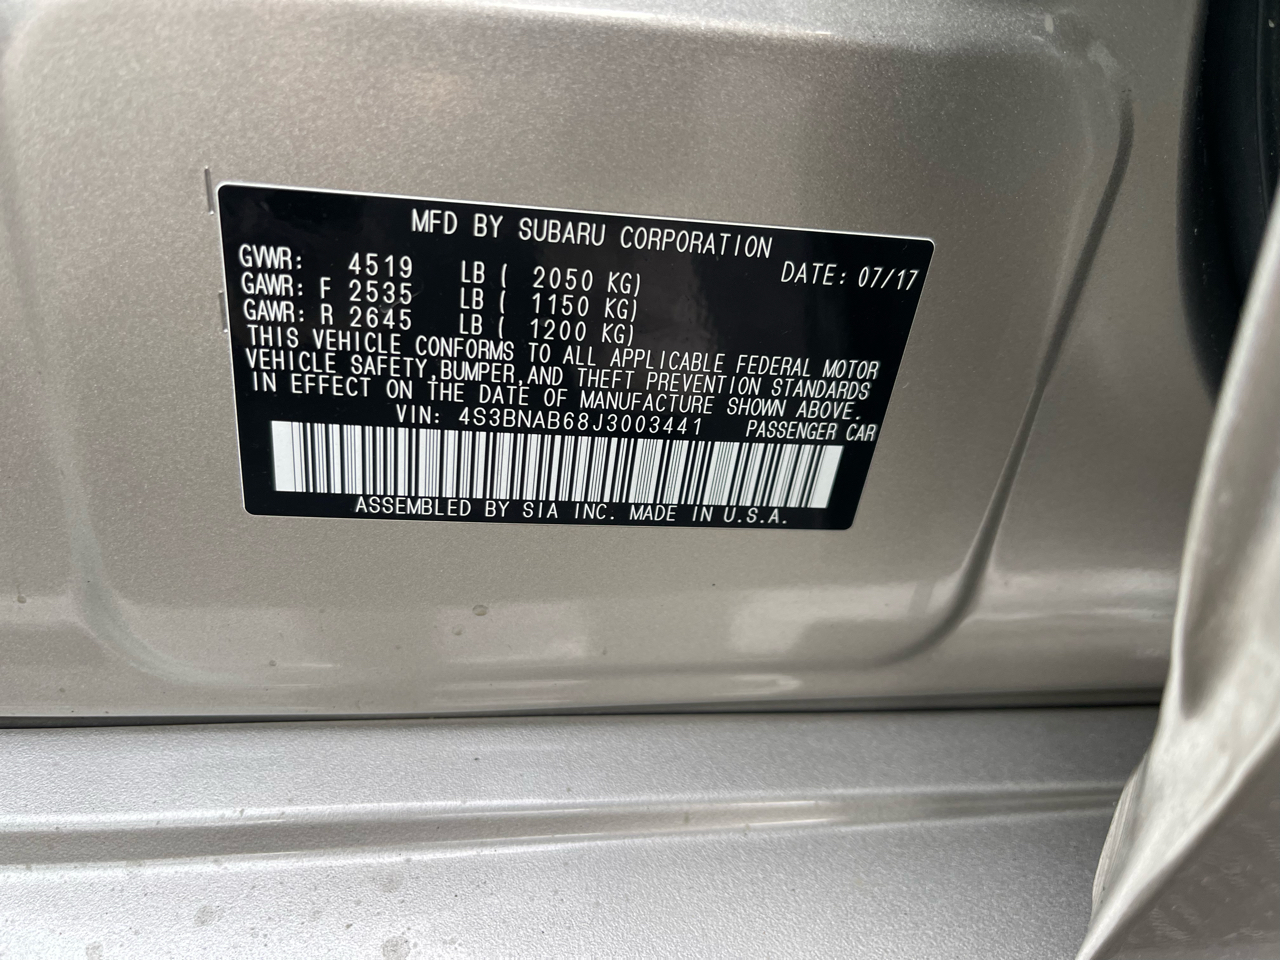 MFD BY SUBARU CORPORATION
GVWR: 4519 LB ( 2050 KG) DATE: 07/17
GAWR: F 2535 LB ( 1150 KG)
GAWR: R 2645 LB ( 1200 KG)
THIS VEHICLE CONFORMS TO ALL APPLICABLE FEDERAL MOTOR
VEHICLE SAFETY,BUMPER,AND THEFT PREVENTION STANDARDS
IN EFFECT ON THE DATE OF MANUFACTURE SHOWN ABOVE.
VIN: 4S3BNAB68J3003441 PASSENGER CAR
ASSEMBLED BY SIA INC. MADE IN U.S.A.